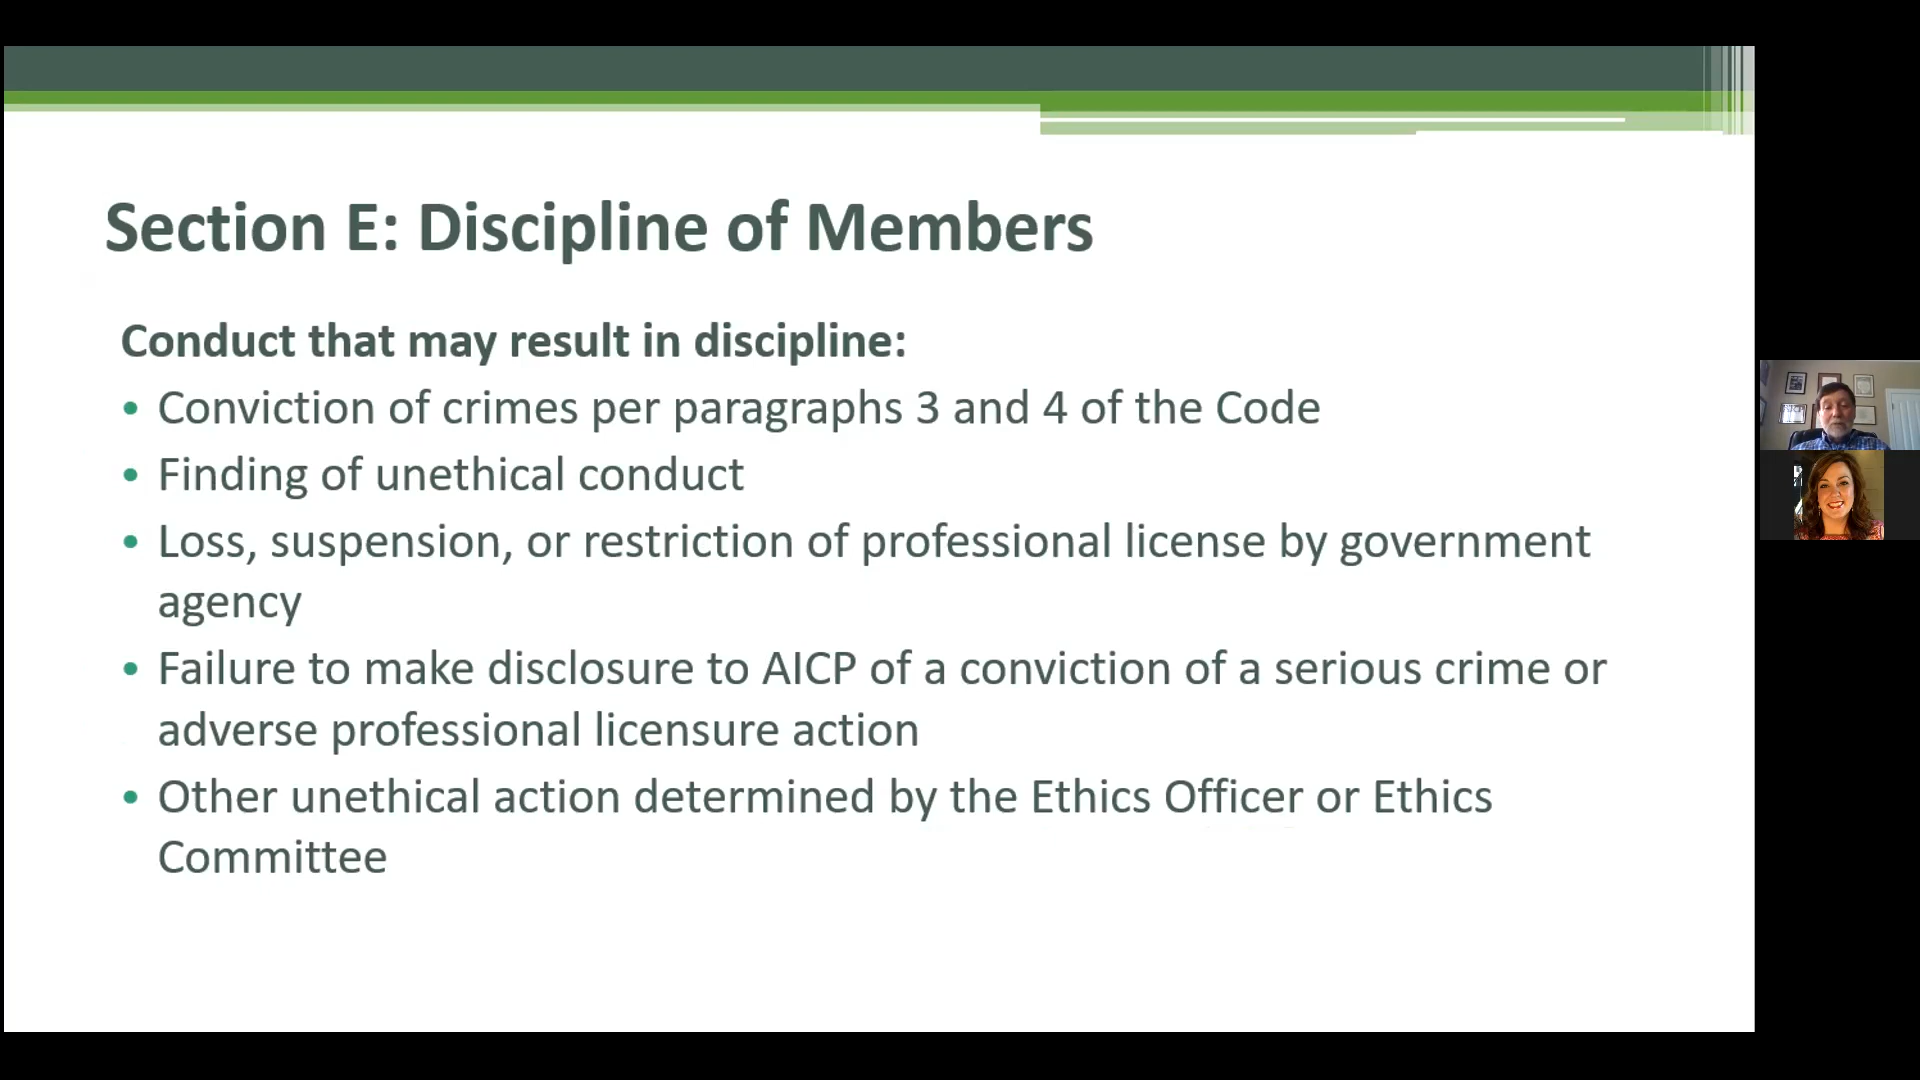 Section E: Discipline of Members
Conduct that may result in discipline:
• Conviction of crimes per paragraphs 3 and 4 of the Code
• Finding of unethical conduct
• Loss, suspension, or restriction of professional license by government
agency
• Failure to make disclosure to AICP of a conviction of a serious crime or
adverse professional licensure action
• Other unethical action determined by the Ethics Officer or Ethics
Committee